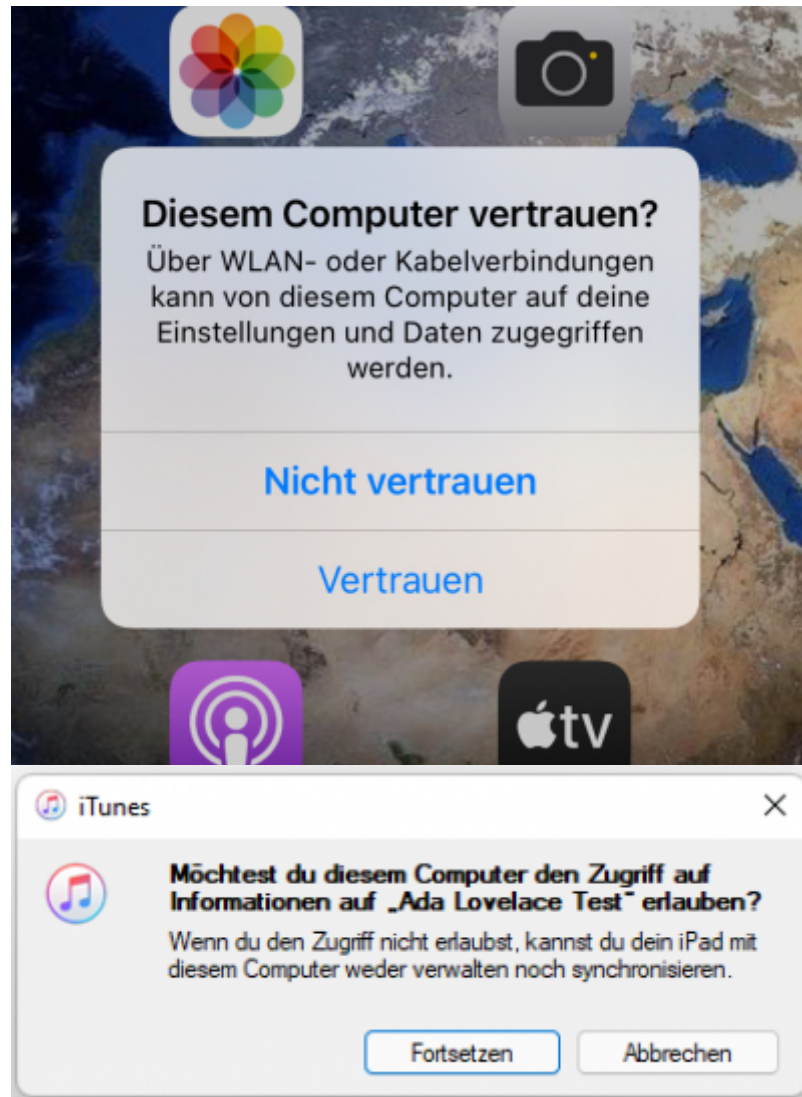 Diesem Computer vertrauen?
Über WLAN- oder Kabelverbindungen
kann von diesem Computer auf deine
Einstellungen und Daten zugegriffen
werden.
Nicht vertrauen
Vertrauen
tv
iTunes
Möchtest du diesem Computer den Zugriff auf
Informationen auf „Ada Lovelace Test“ erlauben?
Wenn du den Zugriff nicht erlaubst, kannst du dein iPad mit
diesem Computer weder verwalten noch synchronisieren.
Fortsetzen Abbrechen